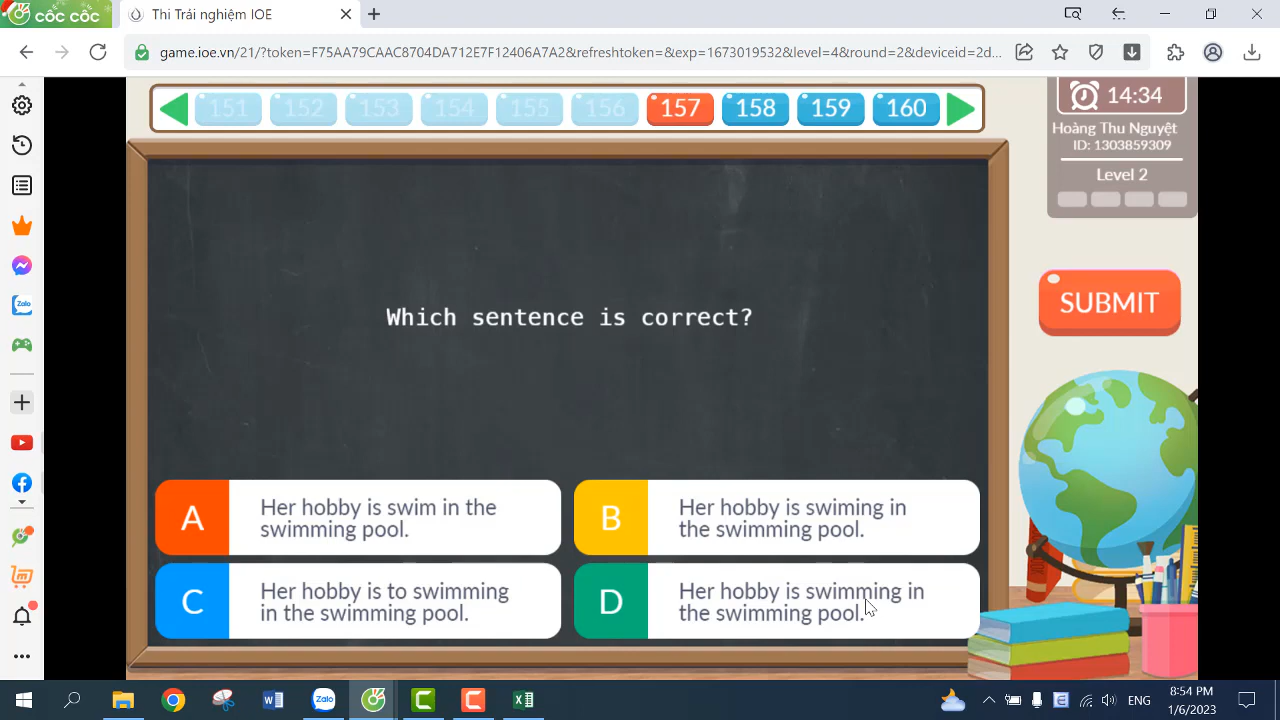 cốc cốc
Thi Trải nghiệm IOE
game.ioe.vn/21/?token=F75AA79CAAC8704DA712E7F12406A7A2&refreshtoken=&exp=1673019532&level=4&round=2&deviceid=2d...
151 152 153 154 155 156 157 158 159 160
14:34
Hoàng Thu Nguyệt
ID: 1303859309
Level 2
Zalo
Which sentence is correct?
SUBMIT
A Her hobby is swim in the
swimming pool.
B Her hobby is swiming in
the swimming pool.
C Her hobby is to swimming
in the swimming pool.
D Her hobby is swimming in
the swimming pool.
Zalo
ENG
8:54 PM
1/6/2023